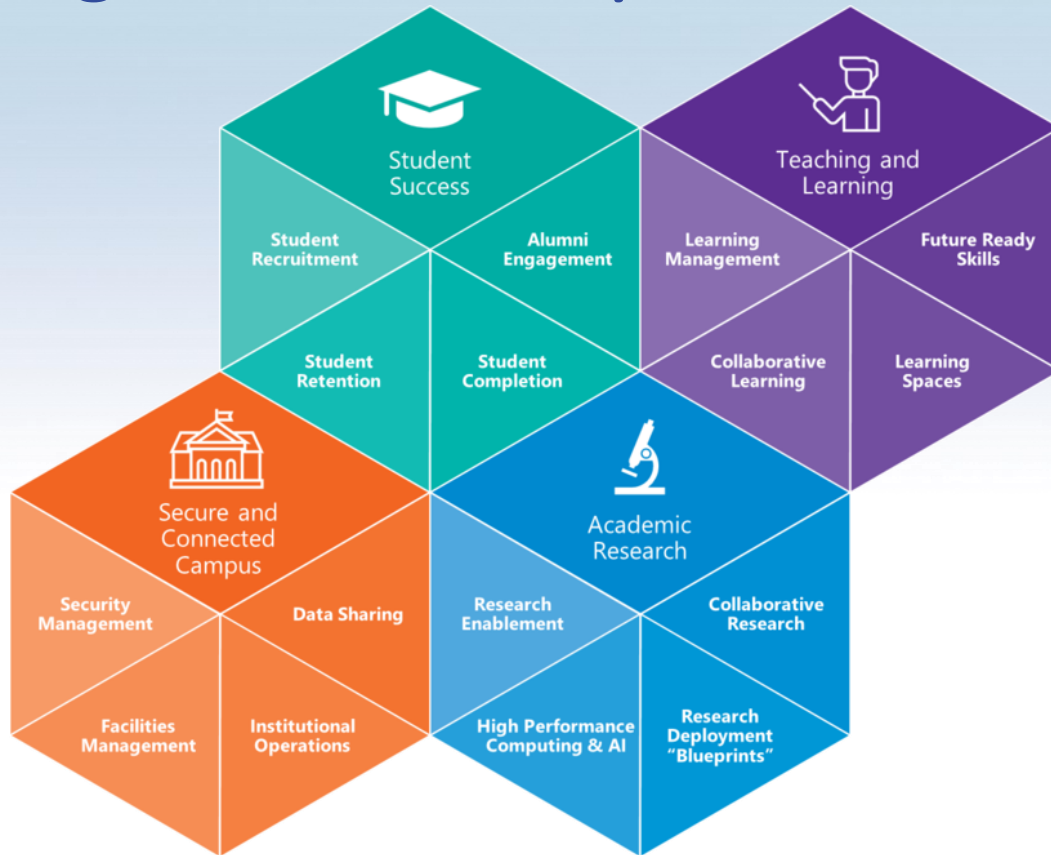 Student
Success
Student
Recruitment
Alumni
Engagement
Student
Retention
Student
Completion
Teaching and
Learning
Learning
Management
Future Ready
Skills
Collaborative
Learning
Learning
Spaces
Secure and
Connected
Campus
Security
Management
Data Sharing
Facilities
Management
Institutional
Operations
Academic
Research
Research
Enablement
Collaborative
Research
High Performance
Computing & AI
Research
Deployment
“Blueprints”